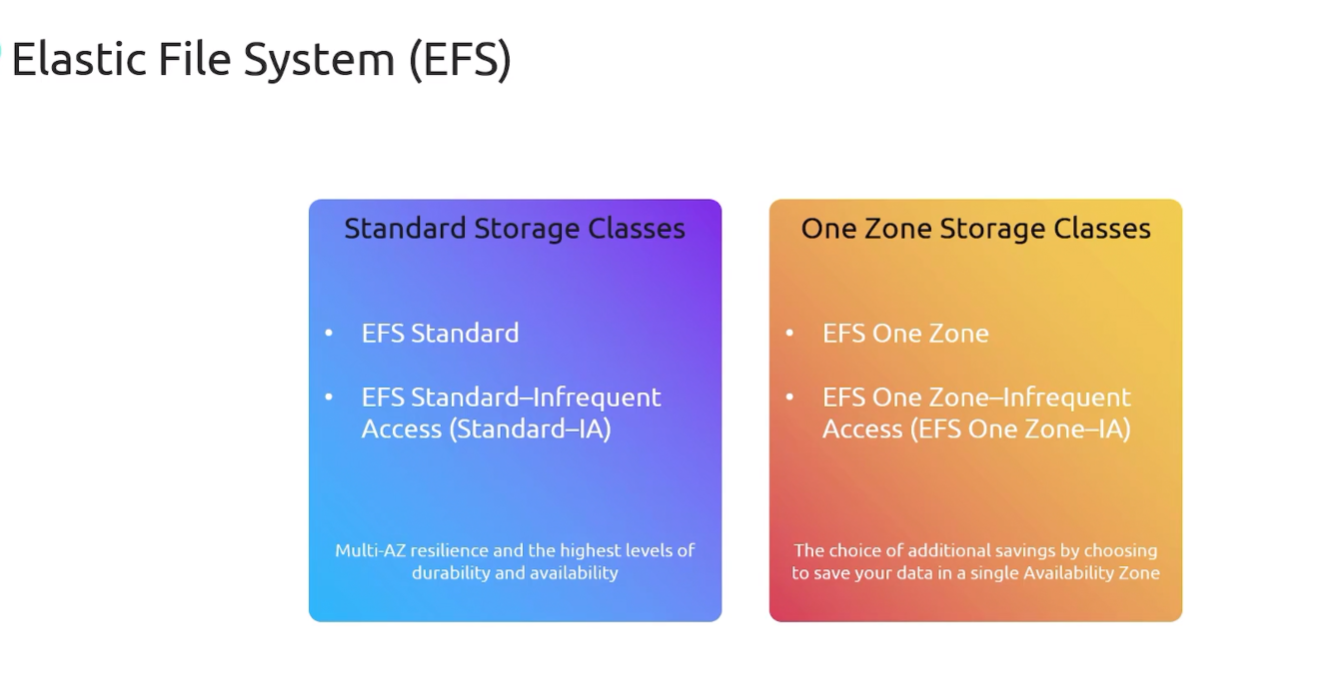 Elastic File System (EFS)
Standard Storage Classes
• EFS Standard
• EFS Standard–Infrequent
Access (Standard–IA)
Multi-AZ resilience and the highest levels of
durability and availability
One Zone Storage Classes
• EFS One Zone
• EFS One Zone–Infrequent
Access (EFS One Zone–IA)
The choice of additional savings by choosing
to save your data in a single Availability Zone